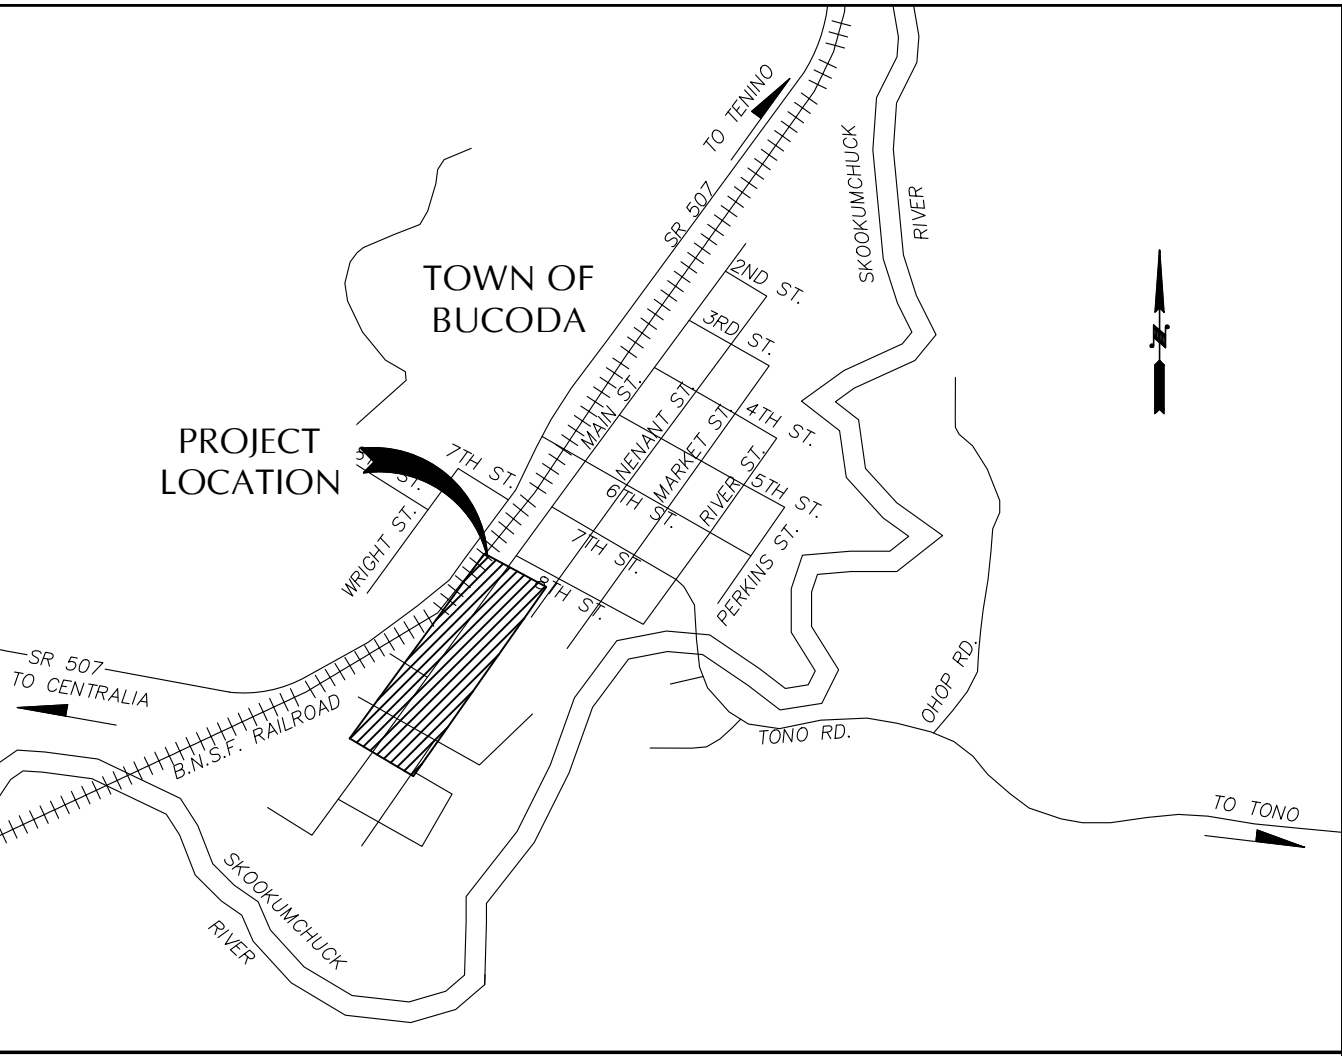 TO TENINO
SKOOKUMCHUCK
RIVER
SR 507
TOWN OF
BUCODA
2ND ST.
3RD ST.
N
MAIN ST.
NENANT ST.
MARKET ST.
4TH ST.
PROJECT
LOCATION
7TH ST.
ST.
WRIGHT ST.
RIVER ST.
5TH ST.
6TH ST.
7TH ST.
8TH ST.
PERKINS ST.
SR 507
TO CENTRALIA
B.N.S.F. RAILROAD
OHOP RD.
TONO RD.
TO TONO
SKOOKUMCHUCK
RIVER